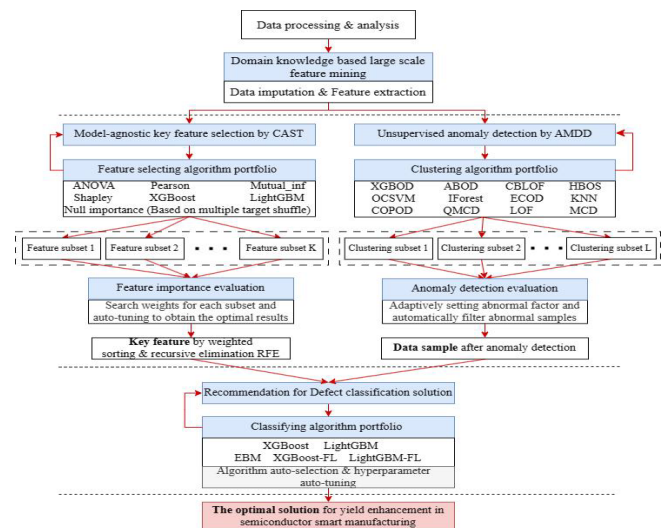 Data processing & analysis
Domain knowledge based large scale
feature mining
Data imputation & Feature extraction
Model-agnostic key feature selection by CAST
Feature selecting algorithm portfolio
ANOVA Pearson Mutual_inf
Shapley XGBoost LightGBM
Null importance (Based on multiple target shuffle)
Feature subset 1
Feature subset 2
Feature subset K
Feature importance evaluation
Search weights for each subset and
auto-tuning to obtain the optimal results
Key feature by weighted
sorting & recursive elimination RFE
Unsupervised anomaly detection by AMDD
Clustering algorithm portfolio
XGBOD ABOD CBLOF HBOS
OCSVM IForest ECOD KNN
COPOD QMCD LOF MCD
Clustering subset 1
Clustering subset 2
Clustering subset L
Anomaly detection evaluation
Adaptively setting abnormal factor and
automatically filter abnormal samples
Data sample after anomaly detection
Recommendation for Defect classification solution
Classifying algorithm portfolio
XGBoost LightGBM
EBM XGBoost-FL LightGBM-FL
Algorithm auto-selection & hyperparameter
auto-tuning
The optimal solution for yield enhancement in
semiconductor smart manufacturing